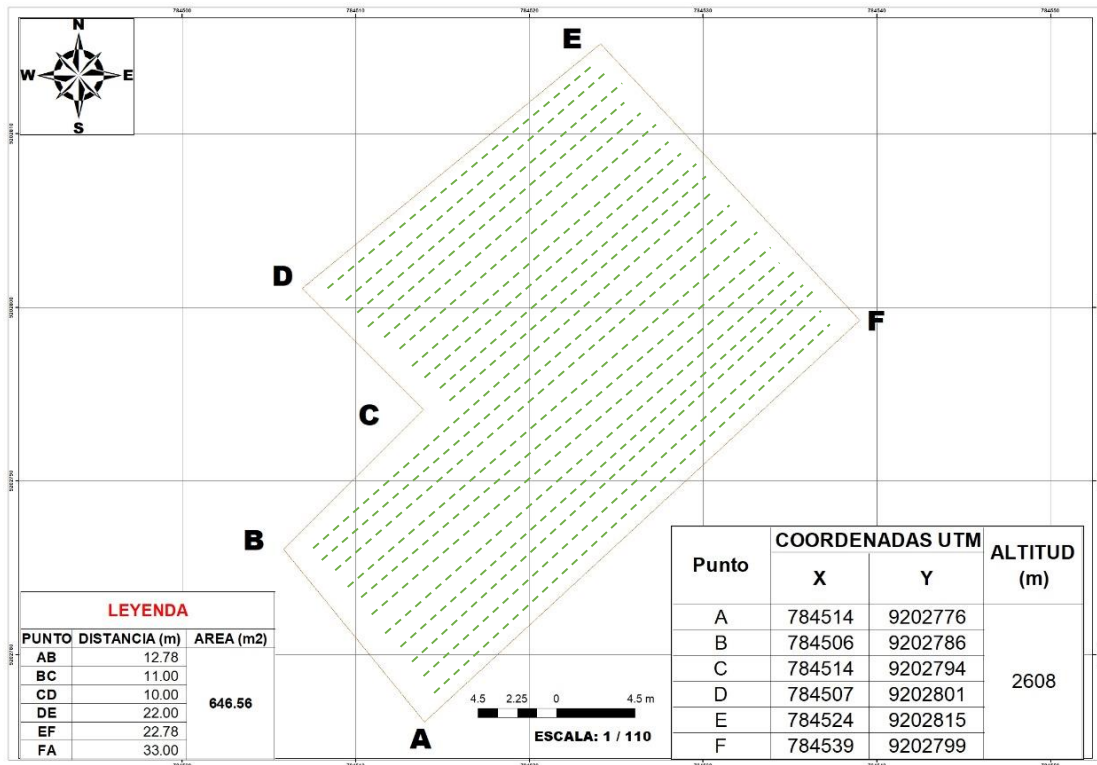 784500 784510 784520 784530 784540 784550
N
W E
S
E
D
F
C
B
A
4.5 2.25 0 4.5 m
ESCALA: 1 / 110
LEYENDA
PUNTO DISTANCIA (m) AREA (m2)
AB 12.78
BC 11.00
CD 10.00
DE 22.00
EF 22.78
FA 33.00
646.56
Punto COORDENADAS UTM ALTITUD (m)
X Y
A 784514 9202776
B 784506 9202786
C 784514 9202794
D 784507 9202801
E 784524 9202815
F 784539 9202799
2608